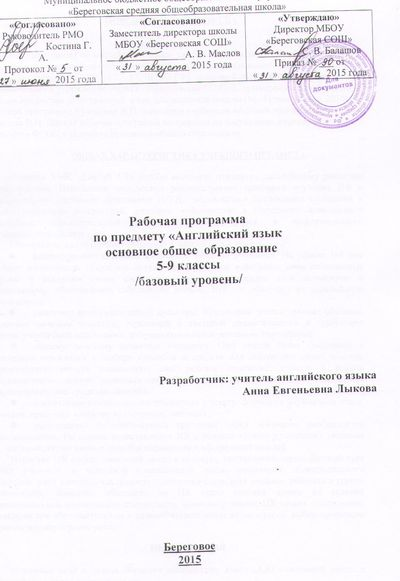 «Береговская средняя общеобразовательная школа»
«Согласовано»
Руководитель РМО
Костина Г.
А.
Протокол № 5 от
«27» июня 2015 года
«Согласовано»
Заместитель директора школы
МБОУ «Береговская СОШ»
А. В. Маслов
«31» августа 2015 года
«Утверждаю»
Директор МБОУ
«Береговская СОШ»
С. В. Балашов
Приказ № 90 от
«31» августа 2015 года
Для
документов
Рабочая программа
по предмету «Английский язык
основное общее образование
5-9 классы
/базовый уровень/
Разработчик: учитель английского языка
Анна Евгеньевна Лыкова
Береговое
2015